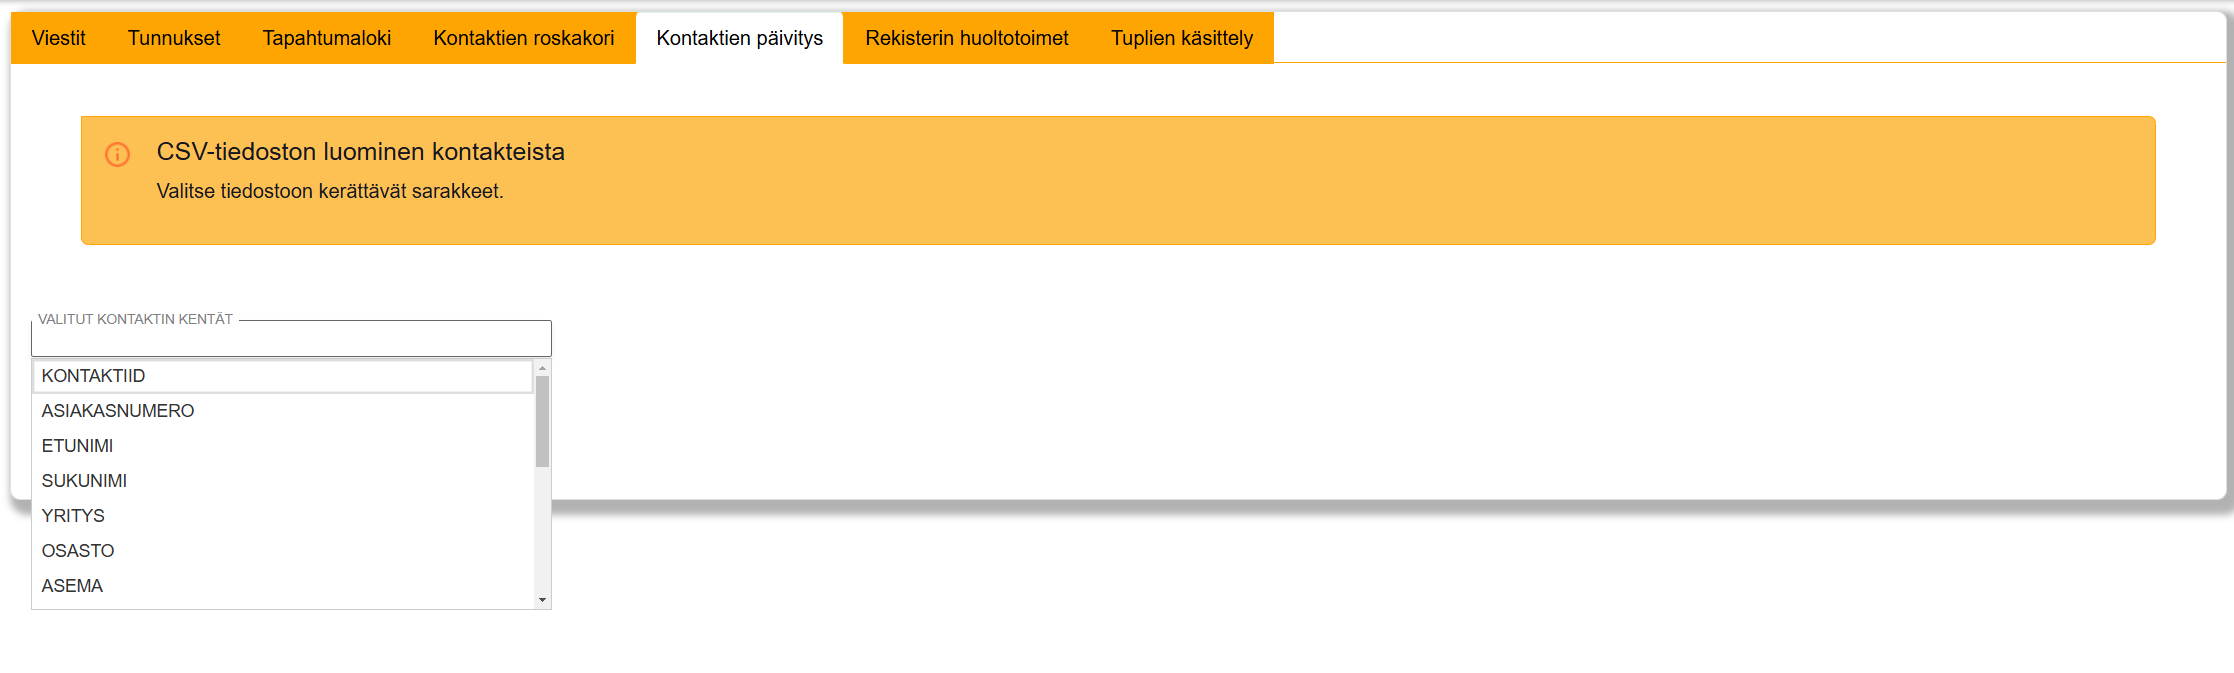 Viestit Tunnukset Tapahtumaloki Kontaktien roskakori Kontaktien päivitys Rekisterin huoltotoimet Tuplien käsittely
CSV-tiedoston luominen kontakteista
Valitse tiedostoon kerättävät sarakkeet.
VALITUT KONTAKTIN KENTÄT
KONTAKTIID
ASIAKASNUMERO
ETUNIMI
SUKUNIMI
YRITYS
OSASTO
ASEMA